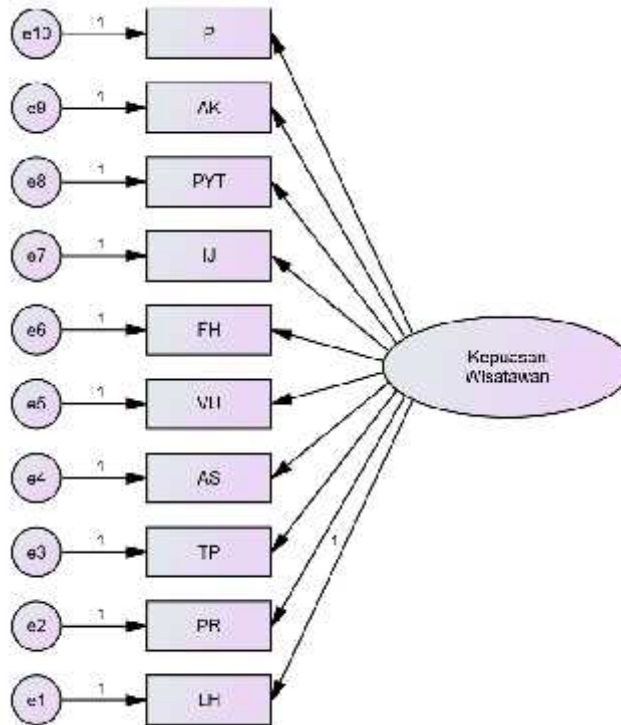 e10 1 P
e9 1 AK
e8 1 PYT
e7 1 IJ
e6 1 FH
e5 1 VU
e4 1 AS
e3 1 TP
e2 1 PR
e1 1 LH
1
Kepuasan
Wisatawan